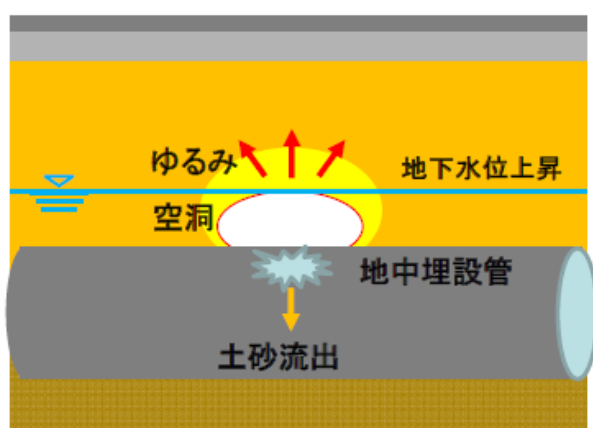 ゆるみ
地下水位上昇
空洞
地中埋設管
土砂流出